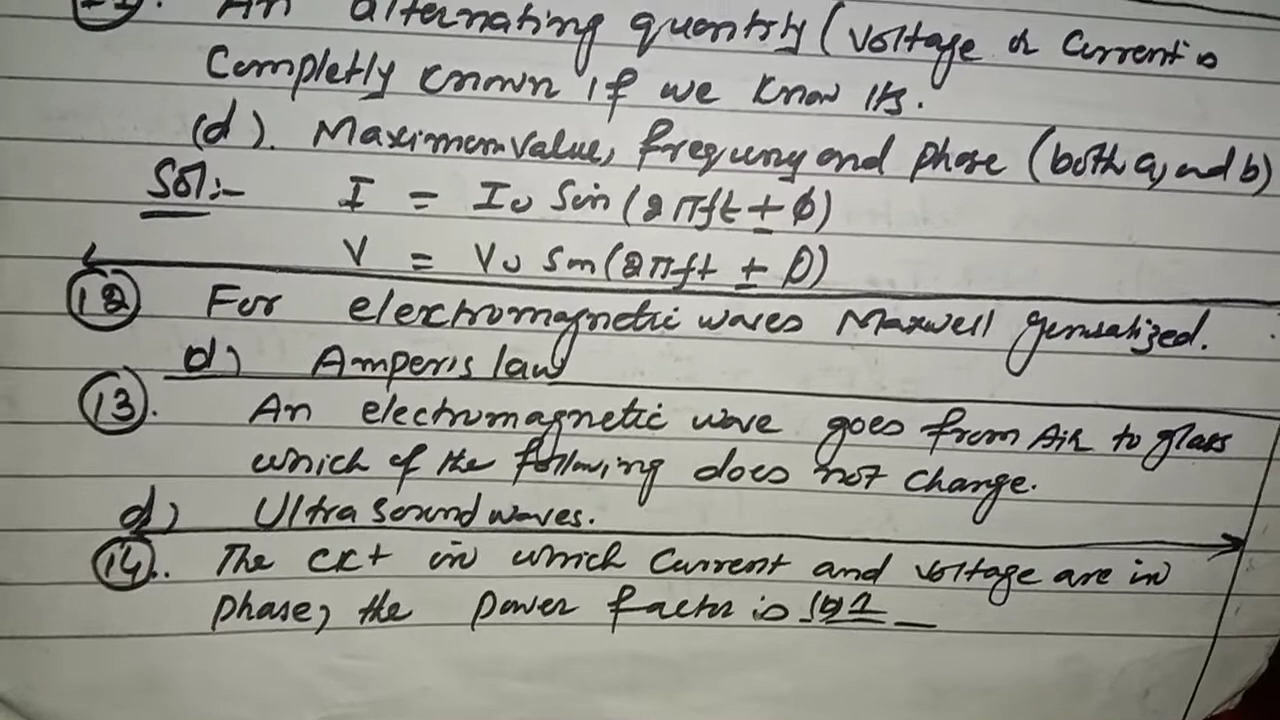 An alternating quantity (voltage or Current is
Completly known if we know its.
(d). Maximum value, frequency and phase (both a, and b)
Sol:- I = I₀ Sin (2πft ± ϕ)
V = V₀ Sin (2πft ± ϕ)
(12) For electromagnetic waves Maxwell generalized.
d) Amperis law
(13). An electromagnetic wave goes from Air to glass
which of the following does not change.
d) Ultra sound waves.
(14). The CKt in which Current and voltage are in
phase, the power factor is